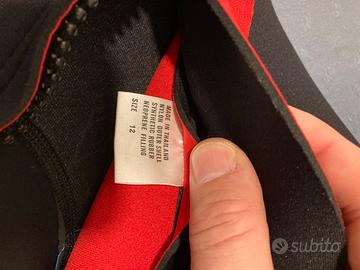 MADE IN THAILAND
NYLON OUTER SHELL
SYNTHETIC RUBBER
NEOPRENE FILLING
SIZE 12
subito